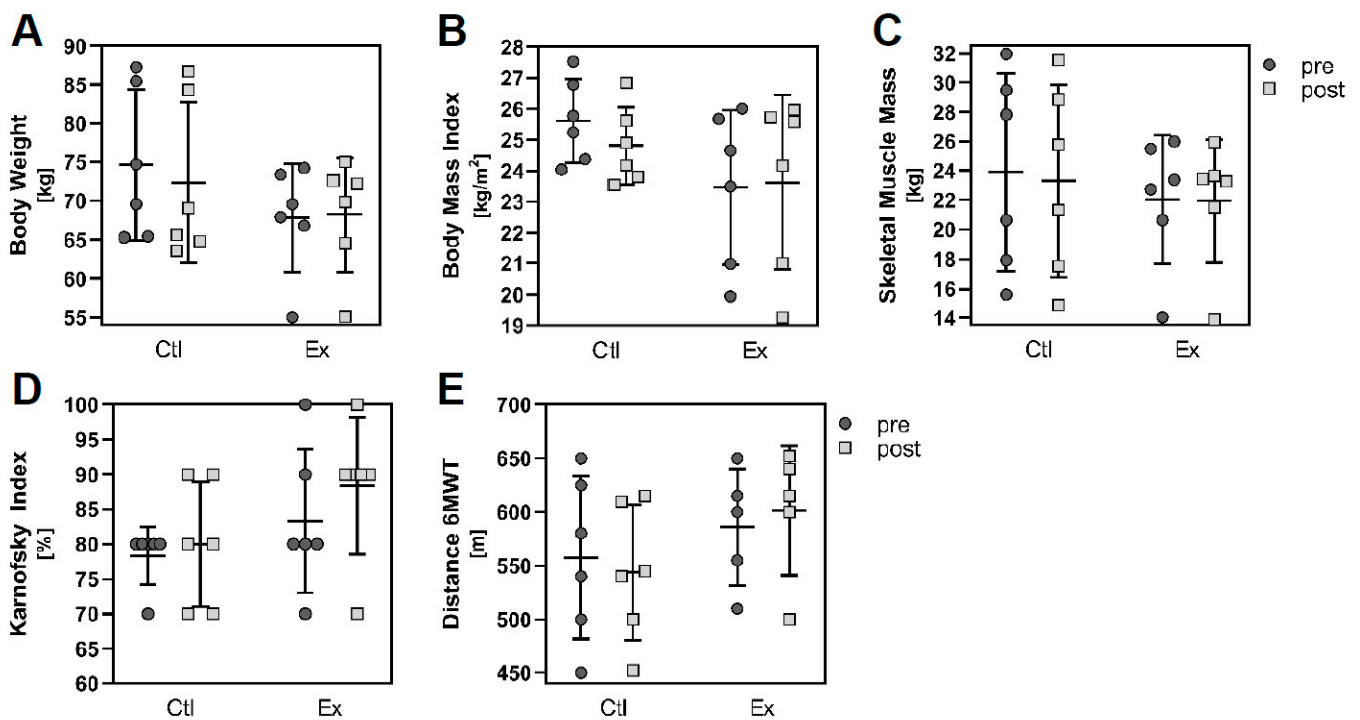 A
Body Weight
[kg]
90
85
80
75
70
65
60
55
Ctl
Ex
B
Body Mass Index
[kg/m²]
28
27
26
25
24
23
22
21
20
19
Ctl
Ex
C
Skeletal Muscle Mass
[kg]
32
30
28
26
24
22
20
18
16
14
Ctl
Ex
pre
post
D
Karnofsky Index
[%]
100
95
90
85
80
75
70
65
60
Ctl
Ex
E
Distance 6MWT
[m]
700
650
600
550
500
450
Ctl
Ex
pre
post